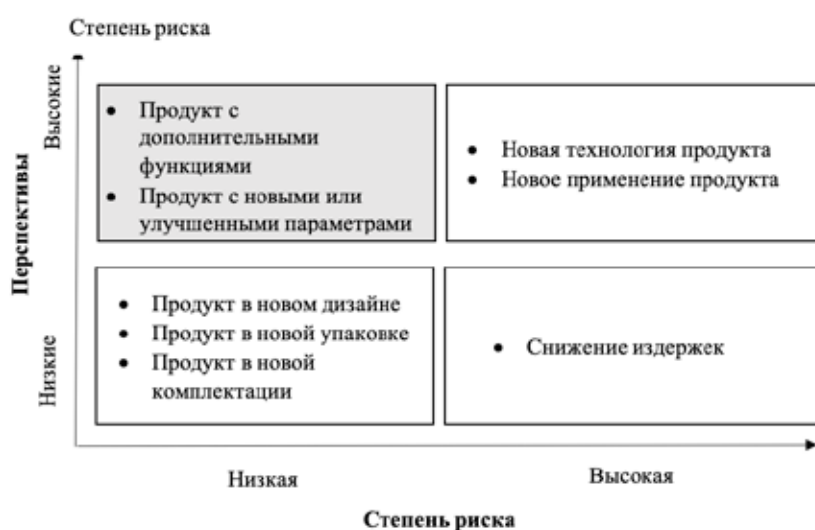 Степень риска
Высокие
Перспективы
Низкие
• Продукт с
дополнительными
функциями
• Продукт с новыми или
улучшенными параметрами
• Новая технология продукта
• Новое применение продукта
• Продукт в новом дизайне
• Продукт в новой упаковке
• Продукт в новой
комплектации
• Снижение издержек
Низкая
Высокая
Степень риска